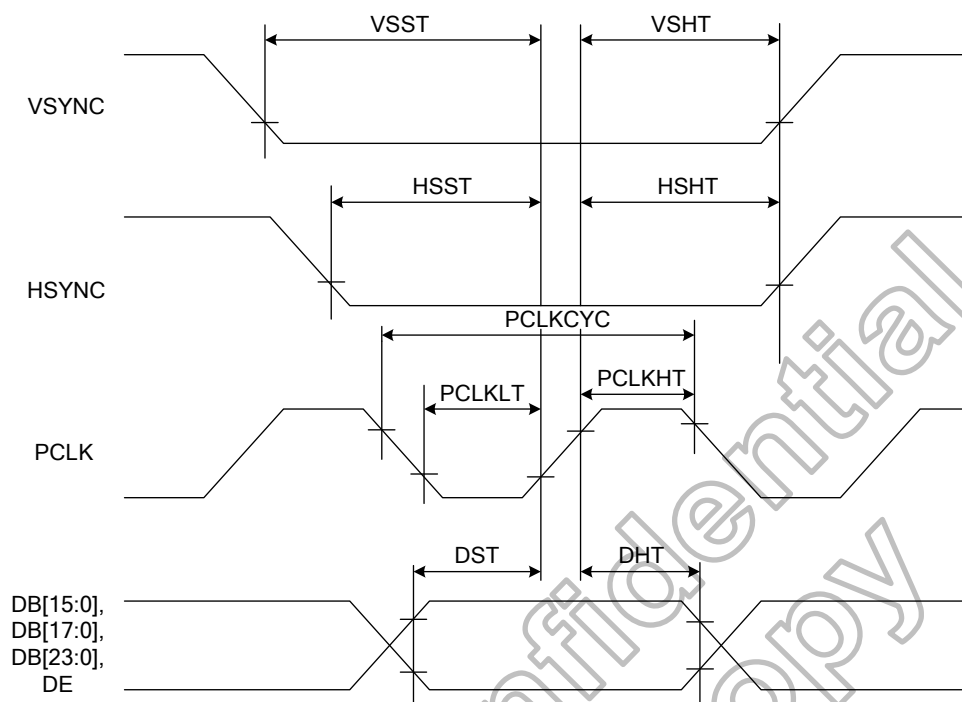 VSST
VSHT
VSYNC
HSST
HSHT
HSYNC
PCLKCYC
PCLKLT
PCLKHT
PCLK
DST
DHT
DB[15:0],
DB[17:0],
DB[23:0],
DE